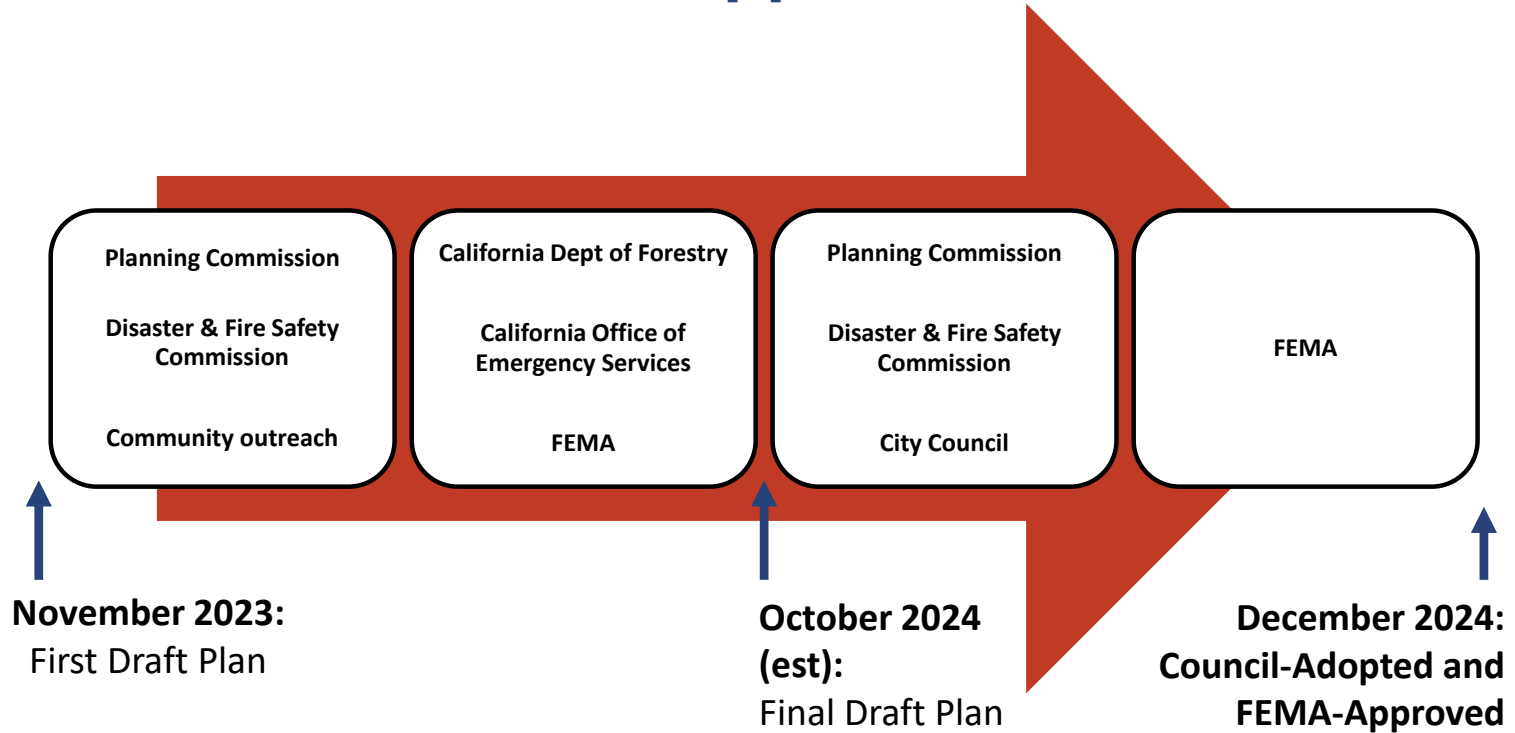 Planning Commission
Disaster & Fire Safety
Commission
Community outreach
California Dept of Forestry
California Office of
Emergency Services
FEMA
Planning Commission
Disaster & Fire Safety
Commission
City Council
FEMA
November 2023:
First Draft Plan
October 2024
(est):
Final Draft Plan
December 2024:
Council-Adopted and
FEMA-Approved